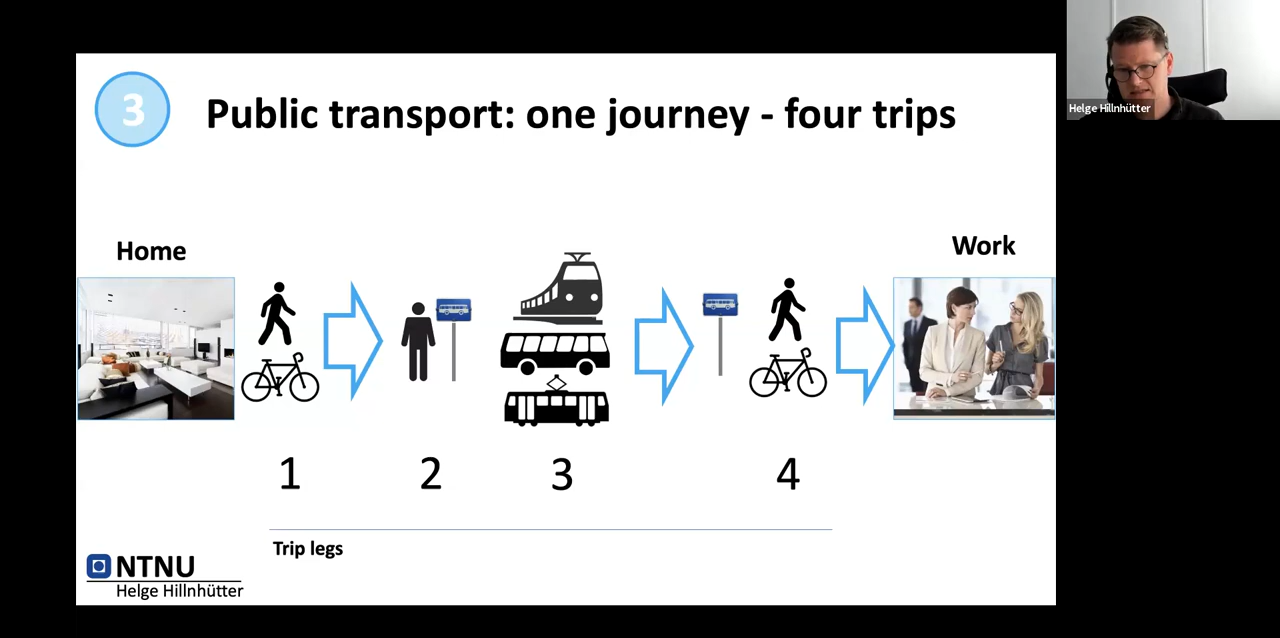 3
Public transport: one journey - four trips
Home
Work
1
2
3
4
Trip legs
NTNU
Helge Hillnhütter
Helge Hillnhütter